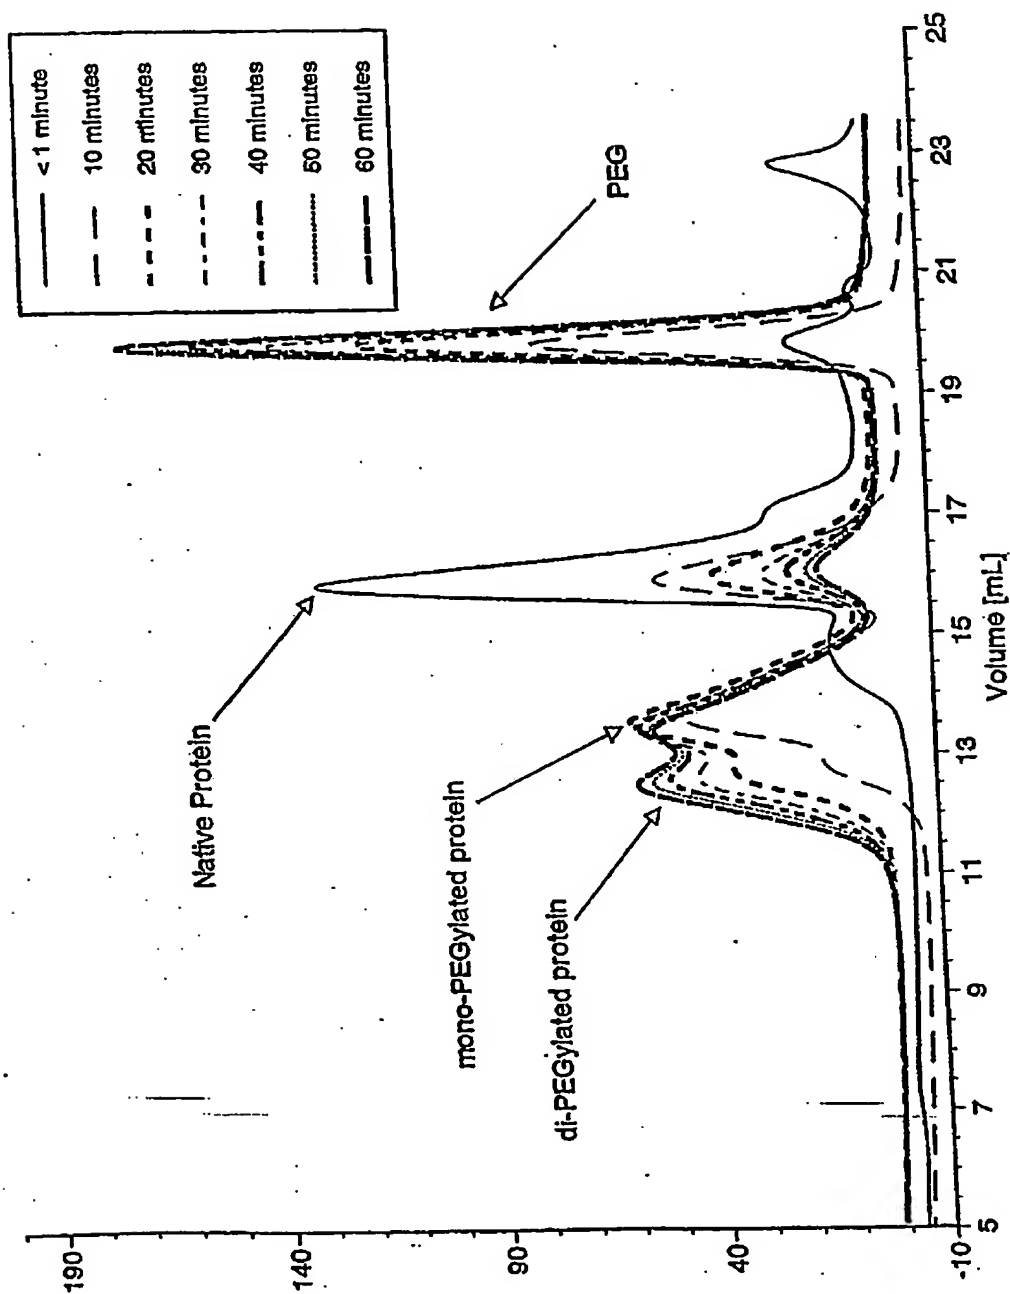 < 1 minute
10 minutes
20 minutes
30 minutes
40 minutes
50 minutes
60 minutes
PEG
Native Protein
mono-PEGylated protein
di-PEGylated protein
190
140
90
40
-10
5
7
9
11
13
15
17
19
21
23
25
Volume [mL]